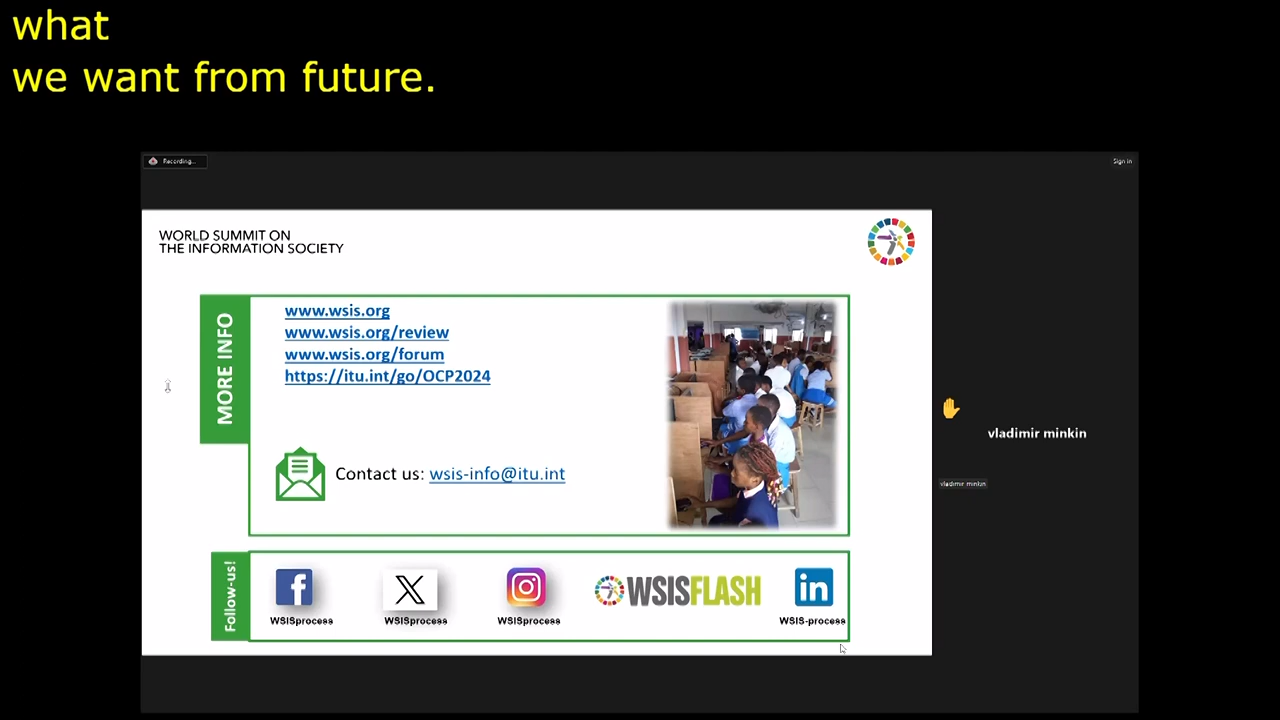 what
we want from future.
Recording...
Sign in
WORLD SUMMIT ON
THE INFORMATION SOCIETY
MORE INFO
www.wsis.org
www.wsis.org/review
www.wsis.org/forum
https://itu.int/go/OCP2024
Contact us: wsis-info@itu.int
vladimir minkin
vladimir minkin
Follow-us!
WSISFLASH
WSISprocess
WSISprocess
WSISprocess
WSIS-process